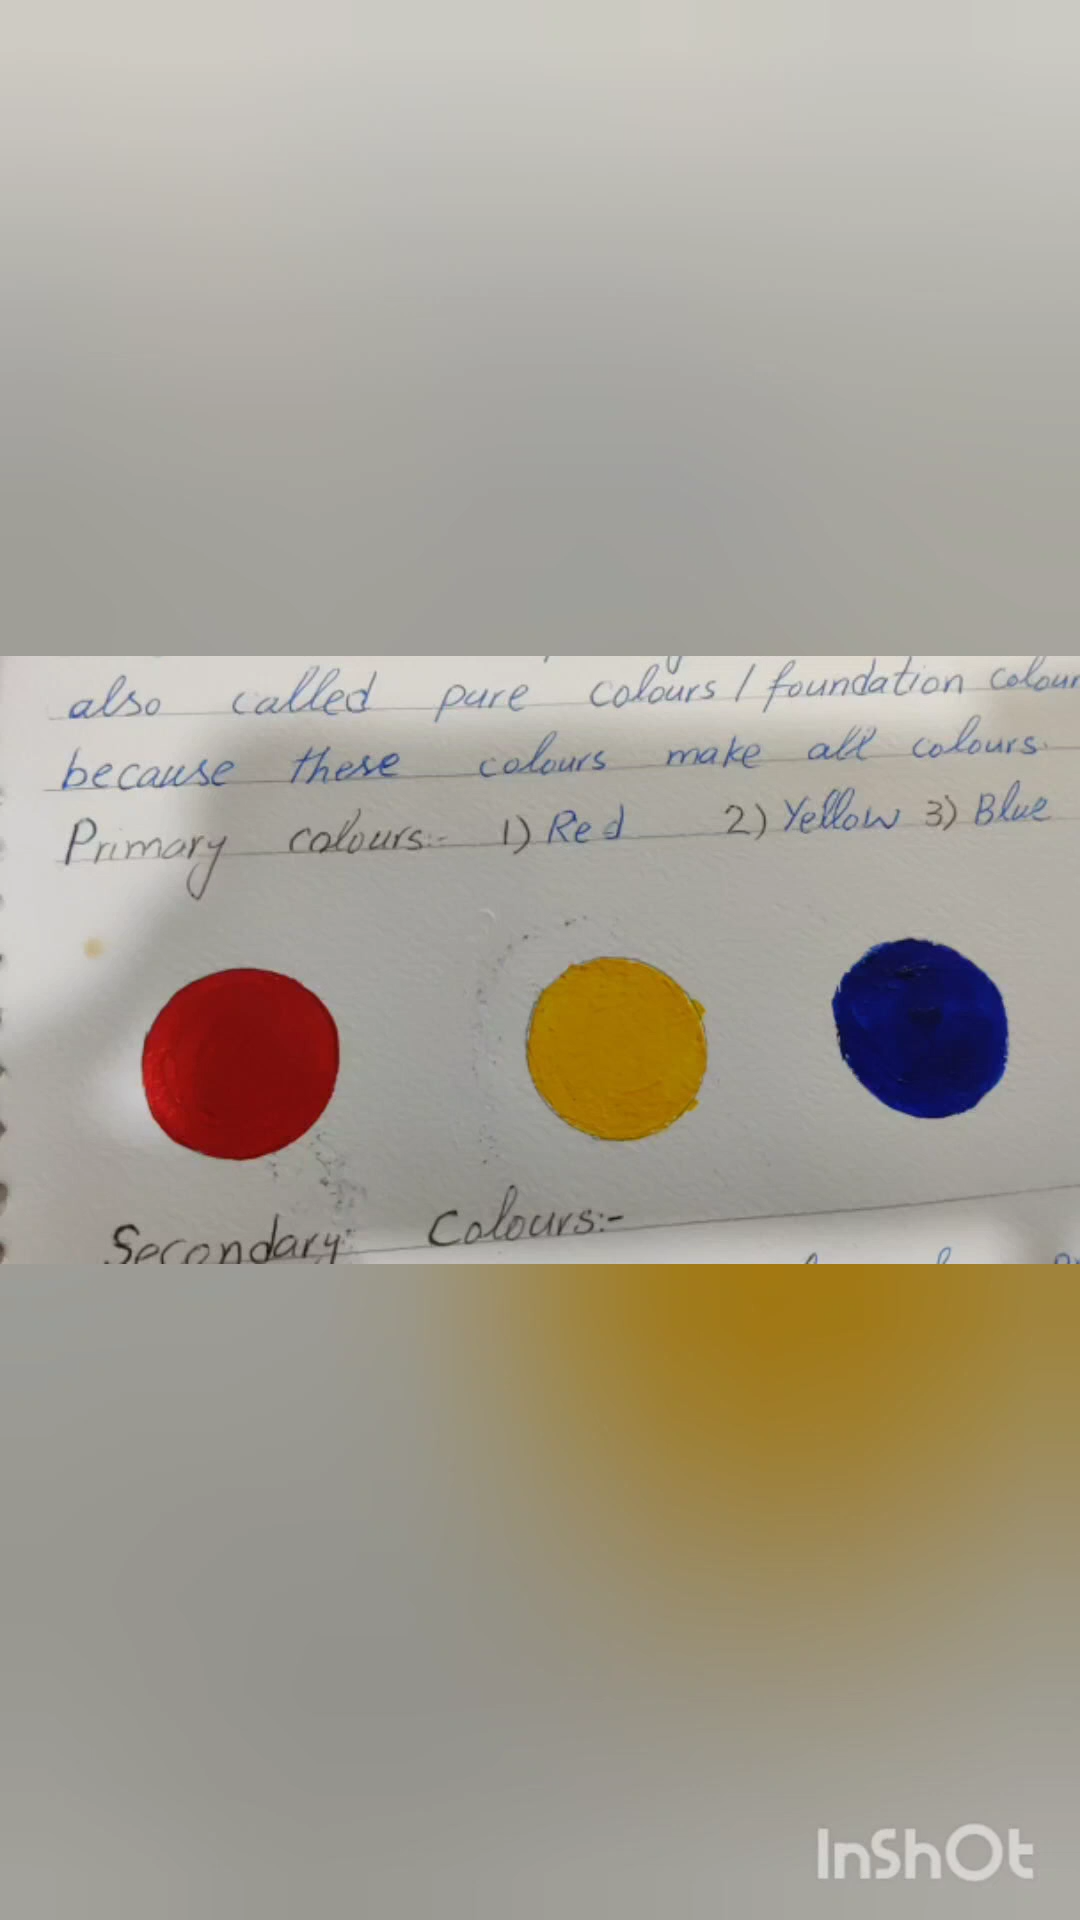 also called pure colours / foundation colour
because these colours make all colours.
Primary colours:- 1) Red 2) Yellow 3) Blue
Secondary Colours:-
InShOt